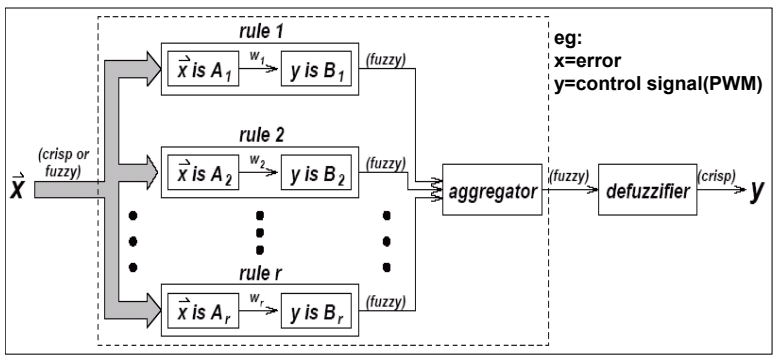 rule 1
eg:
x=error
y=control signal(PWM)
x⃗ is A₁ w₁ y is B₁ (fuzzy)
rule 2
(crisp or
fuzzy)
x⃗
x⃗ is A₂ w₂ y is B₂ (fuzzy)
aggregator (fuzzy) defuzzifier (crisp) y
rule r
x⃗ is Aᵣ wᵣ y is Bᵣ (fuzzy)